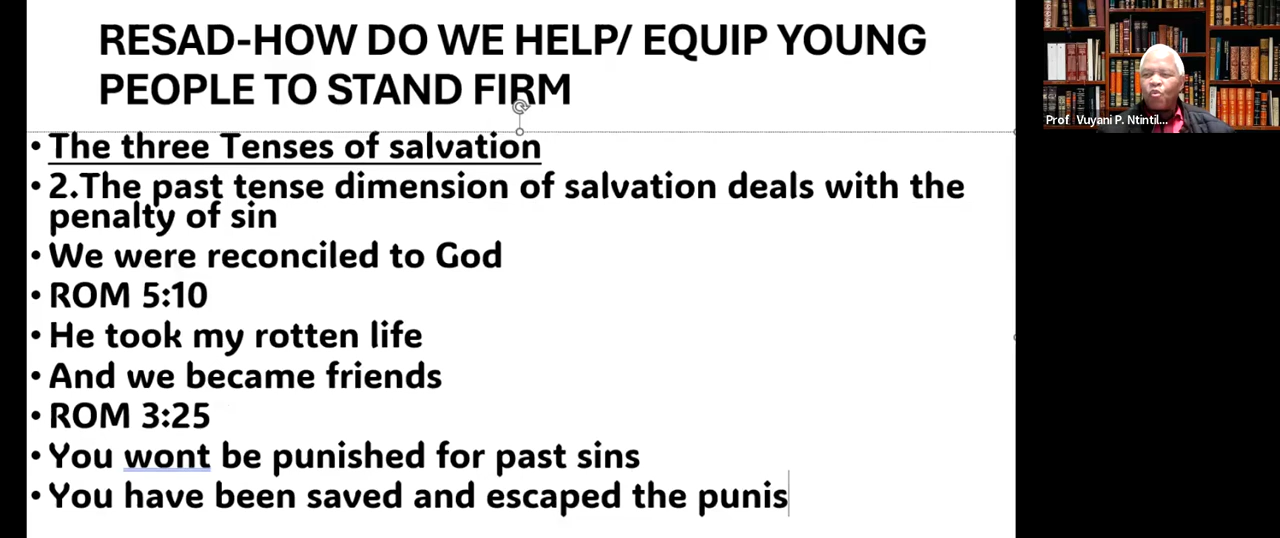 RESAD-HOW DO WE HELP/ EQUIP YOUNG
PEOPLE TO STAND FIRM
• The three Tenses of salvation
• 2.The past tense dimension of salvation deals with the
penalty of sin
• We were reconciled to God
• ROM 5:10
• He took my rotten life
• And we became friends
• ROM 3:25
• You wont be punished for past sins
• You have been saved and escaped the punis
Prof Vuyani P. Ntintil...